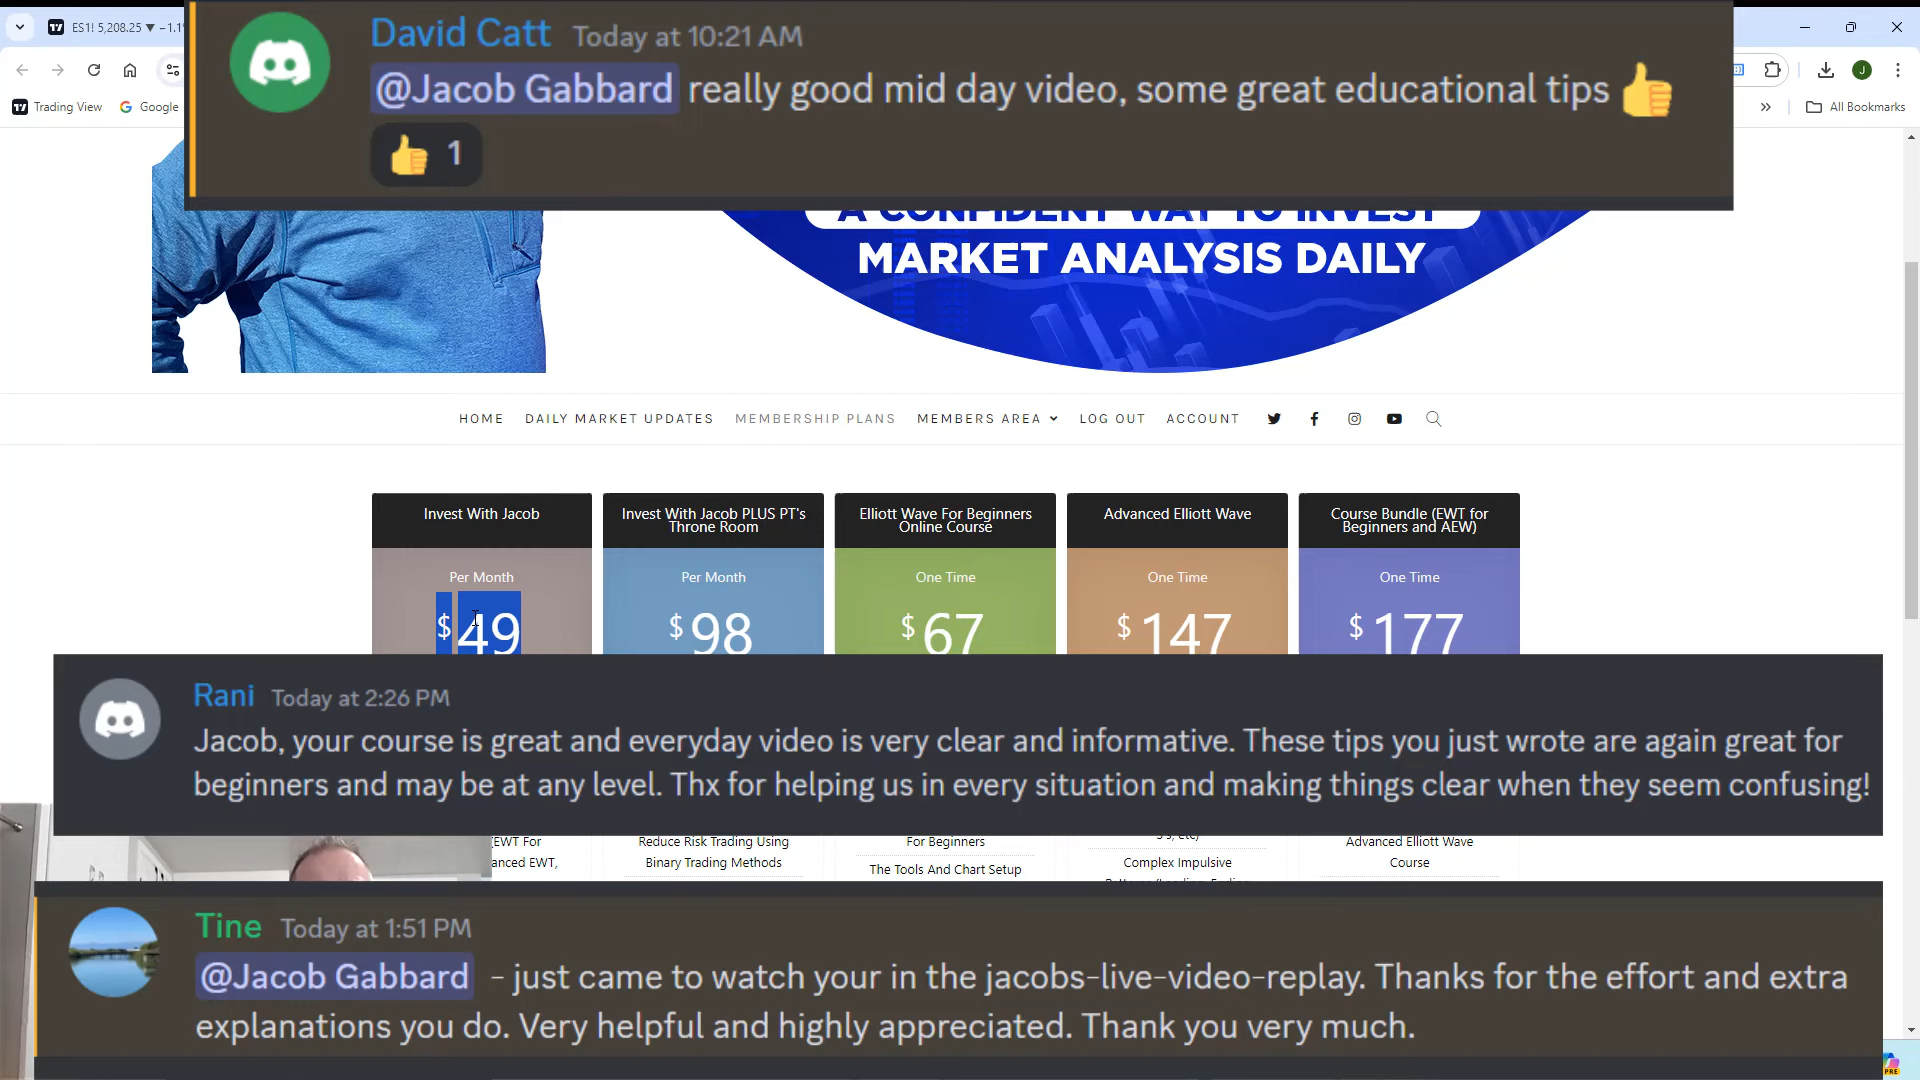 ES1! 5,208.25 ▼ −1.1
David Catt Today at 10:21 AM
@Jacob Gabbard really good mid day video, some great educational tips 👍
👍 1
J
Trading View
Google
» All Bookmarks
A CONFIDENT WAY TO INVEST
MARKET ANALYSIS DAILY
HOME DAILY MARKET UPDATES MEMBERSHIP PLANS MEMBERS AREA LOG OUT ACCOUNT
Invest With Jacob
Per Month
$49
Invest With Jacob PLUS PT's
Throne Room
Per Month
$98
Elliott Wave For Beginners
Online Course
One Time
$67
Advanced Elliott Wave
One Time
$147
Course Bundle (EWT for
Beginners and AEW)
One Time
$177
Rani Today at 2:26 PM
Jacob, your course is great and everyday video is very clear and informative. These tips you just wrote are again great for
beginners and may be at any level. Thx for helping us in every situation and making things clear when they seem confusing!
(EWT For
anced EWT,
Reduce Risk Trading Using
Binary Trading Methods
For Beginners
The Tools And Chart Setup
Complex Impulsive
Advanced Elliott Wave
Course
Tine Today at 1:51 PM
@Jacob Gabbard - just came to watch your in the jacobs-live-video-replay. Thanks for the effort and extra
explanations you do. Very helpful and highly appreciated. Thank you very much.
PRE